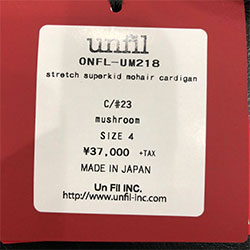 unfil
ONFL-UM218
stretch superkid mohair cardigan
C/#23
mushroom
SIZE 4
¥37,000 +TAX
MADE IN JAPAN
Un Fil INC.
http://www.unfil-inc.com